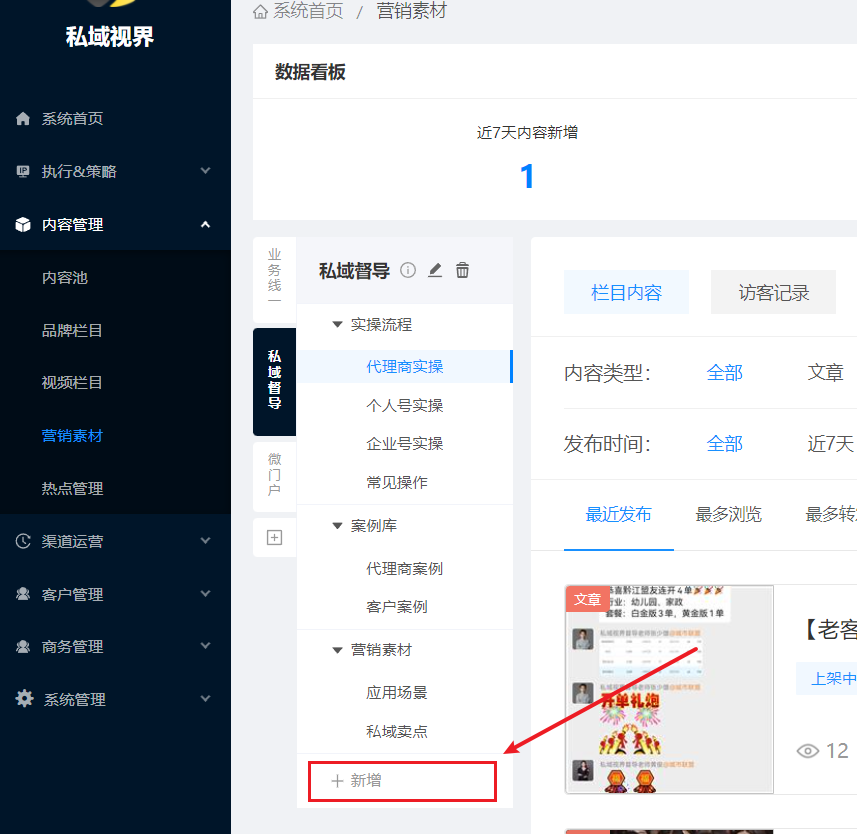 私域视界
系统首页
执行&策略
内容管理
内容池
品牌栏目
视频栏目
营销素材
热点管理
渠道运营
客户管理
商务管理
系统管理
系统首页 / 营销素材
数据看板
近7天内容新增
1
业务线一
私域督导
微门户
私域督导
实操流程
代理商实操
个人号实操
企业号实操
常见操作
案例库
代理商案例
客户案例
营销素材
应用场景
私域卖点
新增
栏目内容 访客记录
内容类型: 全部 文章
发布时间: 全部 近7天
最近发布 最多浏览 最多转
文章
喜黔江盟友连开4单
业: 幼儿园、家政
套餐: 白金版3单, 黄金版1单
开单礼炮
【老客
上架中
12